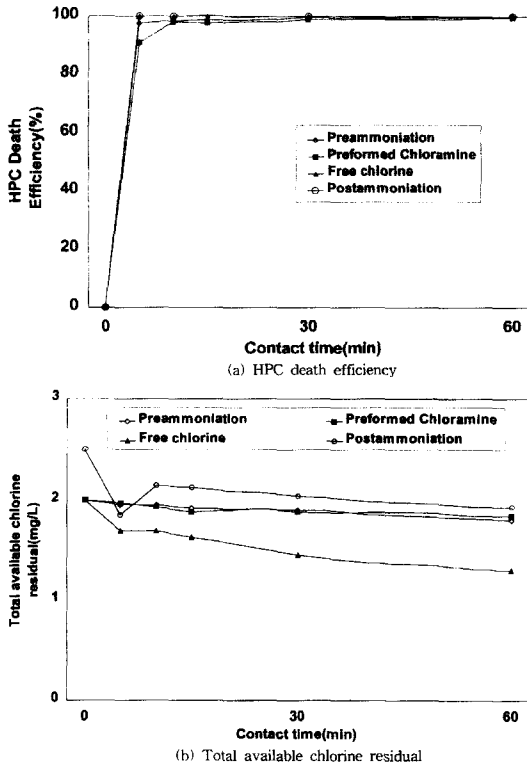 100
80
60
40
20
0
HPC Death
Efficiency(%)
Preammoniation
Preformed Chloramine
Free chlorine
Postammoniation
0
30
60
Contact time(min)
(a) HPC death efficiency
3
2
1
0
Total available chlorine
residual(mg/L)
Preammoniation
Preformed Chloramine
Free chlorine
Postammoniation
0
30
60
Contact time(min)
(b) Total available chlorine residual